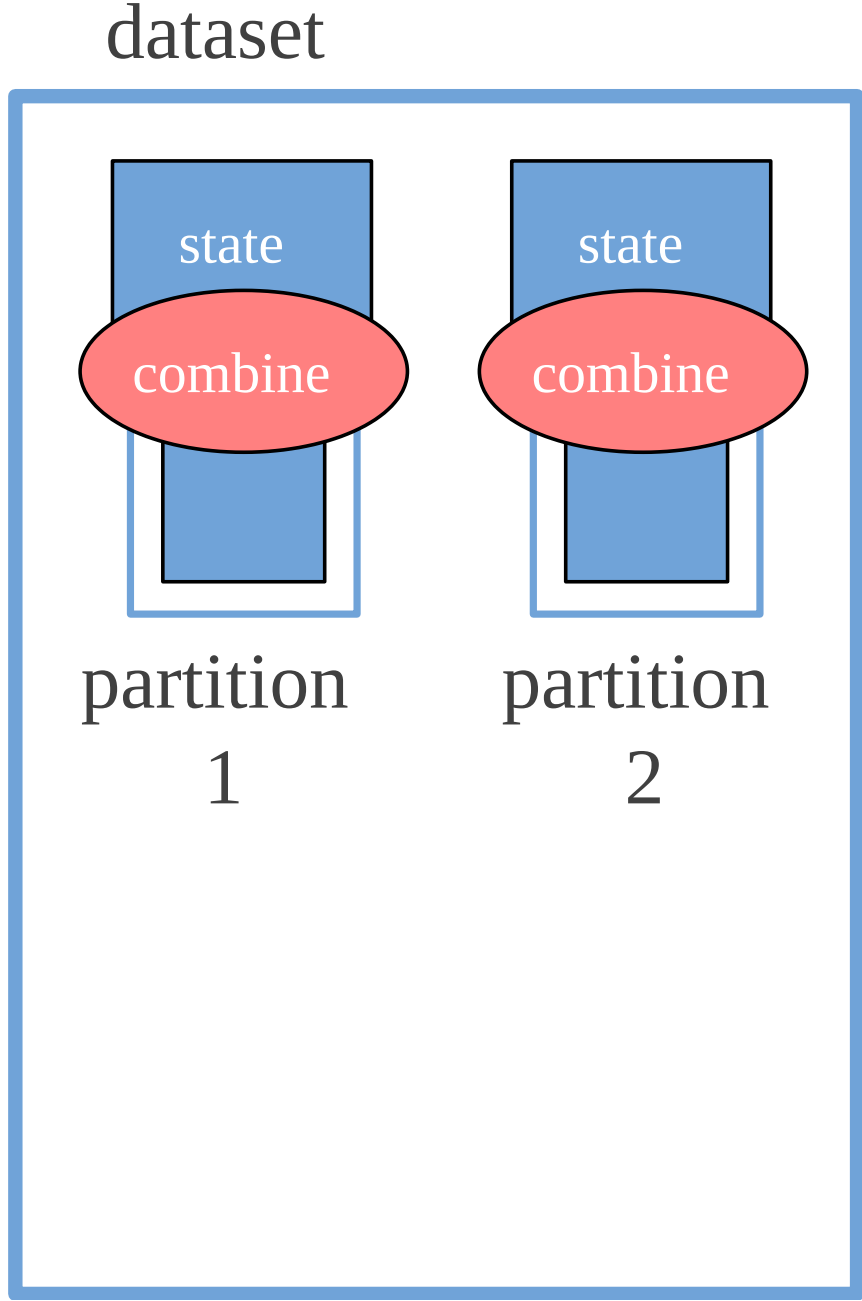 dataset
state
state
combine
combine
partition
1
partition
2